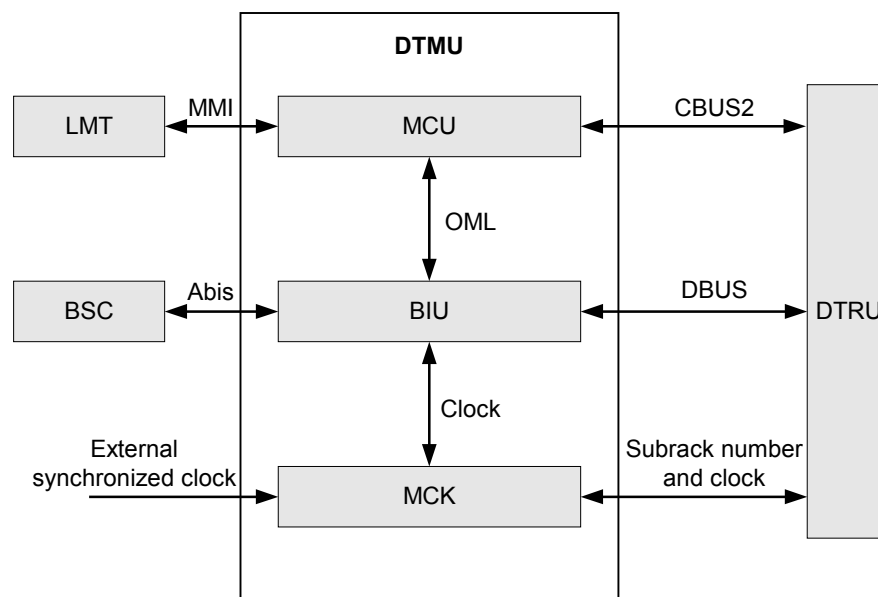 DTMU
LMT
MMI
MCU
CBUS2
OML
BSC
Abis
BIU
DBUS
DTRU
Clock
External
synchronized clock
MCK
Subrack number
and clock